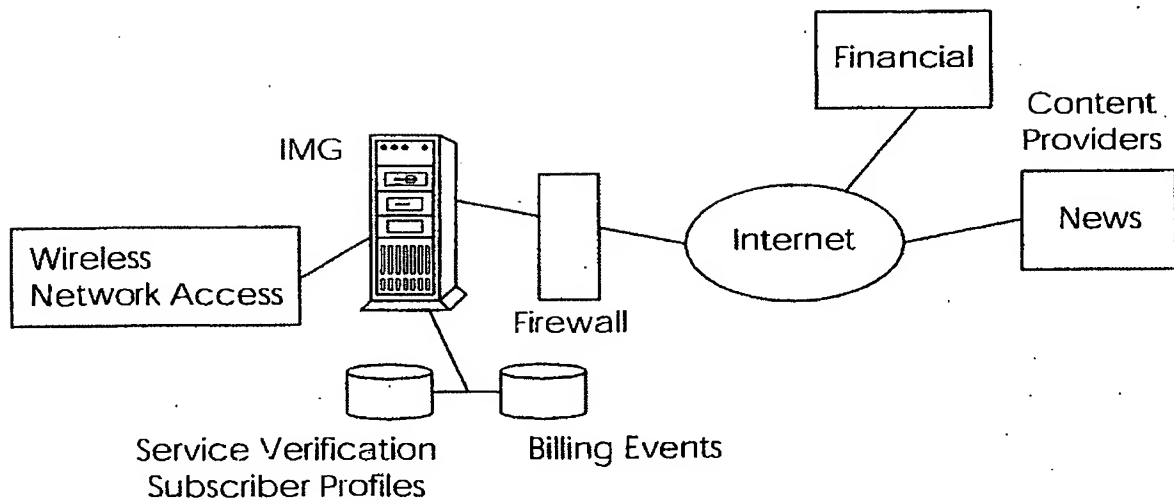 Financial
Content
Providers
IMG
News
Internet
Wireless
Network Access
Firewall
Service Verification
Subscriber Profiles
Billing Events